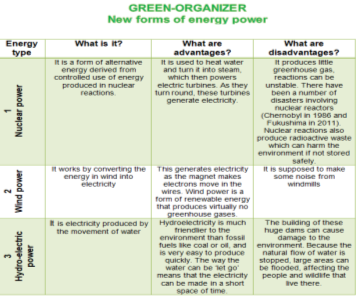 GREEN-ORGANIZER
New forms of energy power
Energy type
What is it?
What are advantages?
What are disadvantages?
1
Nuclear power
It is a form of alternative
energy derived from
controlled use of energy
produced in nuclear
reactions.
It is used to heat water
and turn it into steam,
which then powers
electric turbines. As they
turn round, these turbines
generate electricity.
It produces little
greenhouse gas,
reactions can be
unstable. There have
been a number of
disasters involving
nuclear reactors
(Chernobyl in 1986 and
Fukushima in 2011).
Nuclear reactions also
produce radioactive waste
which can harm the
environment if not stored
safely.
2
Wind power
It works by converting the
energy in wind into
electricity
This generates electricity
as the magnet makes
electrons move in the
wires. Wind power is a
form of renewable energy
that produces virtually no
greenhouse gases.
It is supposed to make
some noise from
windmills
3
Hydro-electric
power
It is electricity produced by
the movement of water
Hydroelectricity is much
friendlier to the
environment than fossil
fuels like coal or oil, and
is very easy to produce
quickly. The way the
water can be 'let go'
means that the electricity
can be made in a short
space of time.
The building of these
huge dams can cause
damage to the
environment. Because the
natural flow of water is
stopped, large areas can
be flooded, affecting the
people and wildlife that
live there.